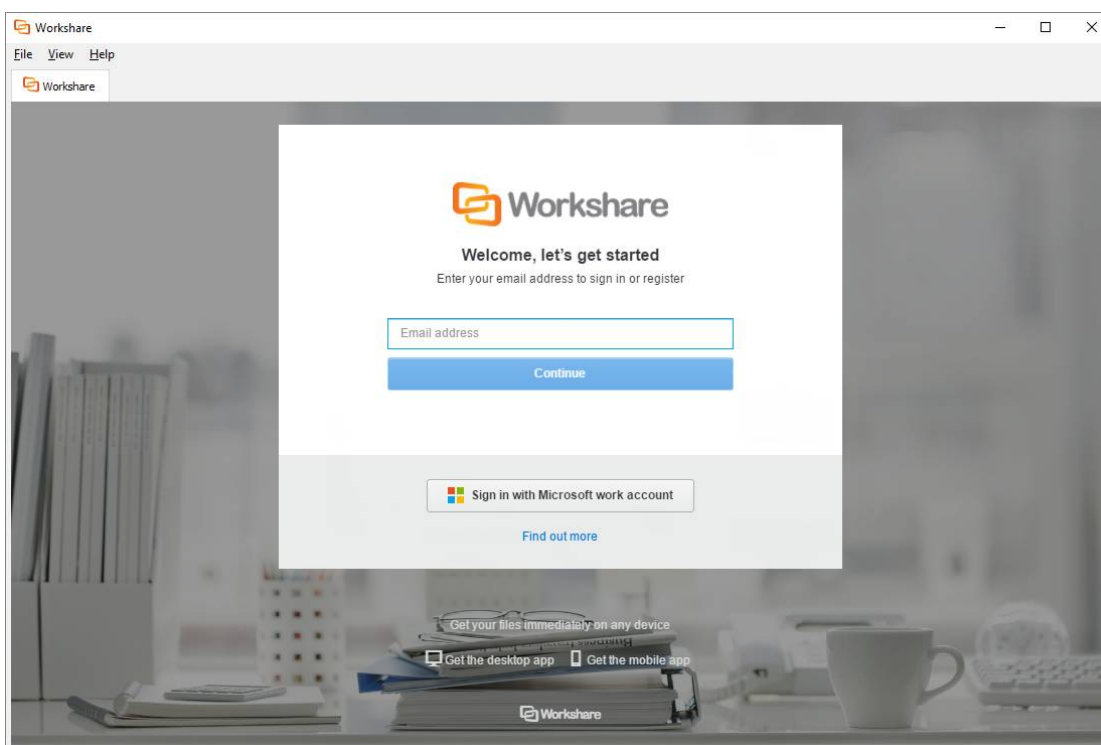 Workshare
File View Help
Workshare
Workshare
Welcome, let's get started
Enter your email address to sign in or register
Email address
Continue
Sign in with Microsoft work account
Find out more
Get your files immediately on any device
Business
Get the desktop app Get the mobile app
Workshare